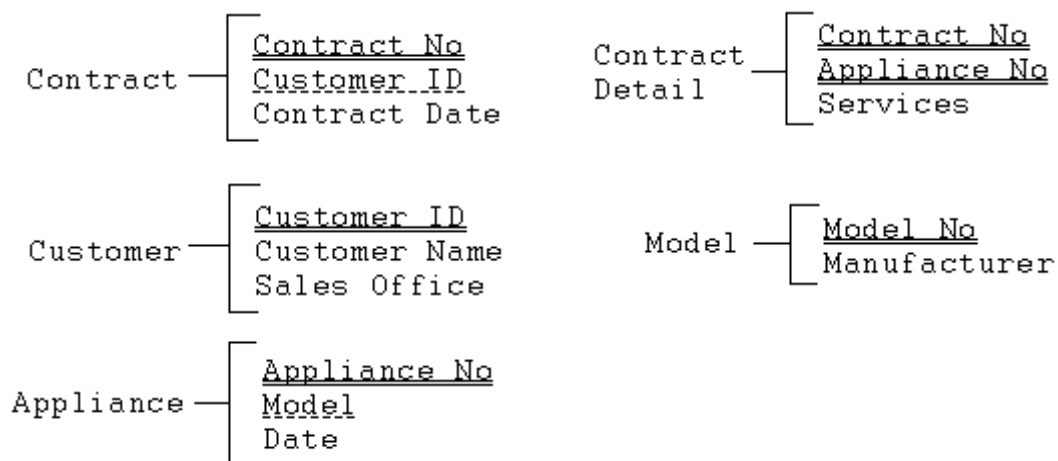 Contract
Contract No
Customer ID
Contract Date
Contract
Detail
Contract No
Appliance No
Services
Customer
Customer ID
Customer Name
Sales Office
Model
Model No
Manufacturer
Appliance
Appliance No
Model
Date